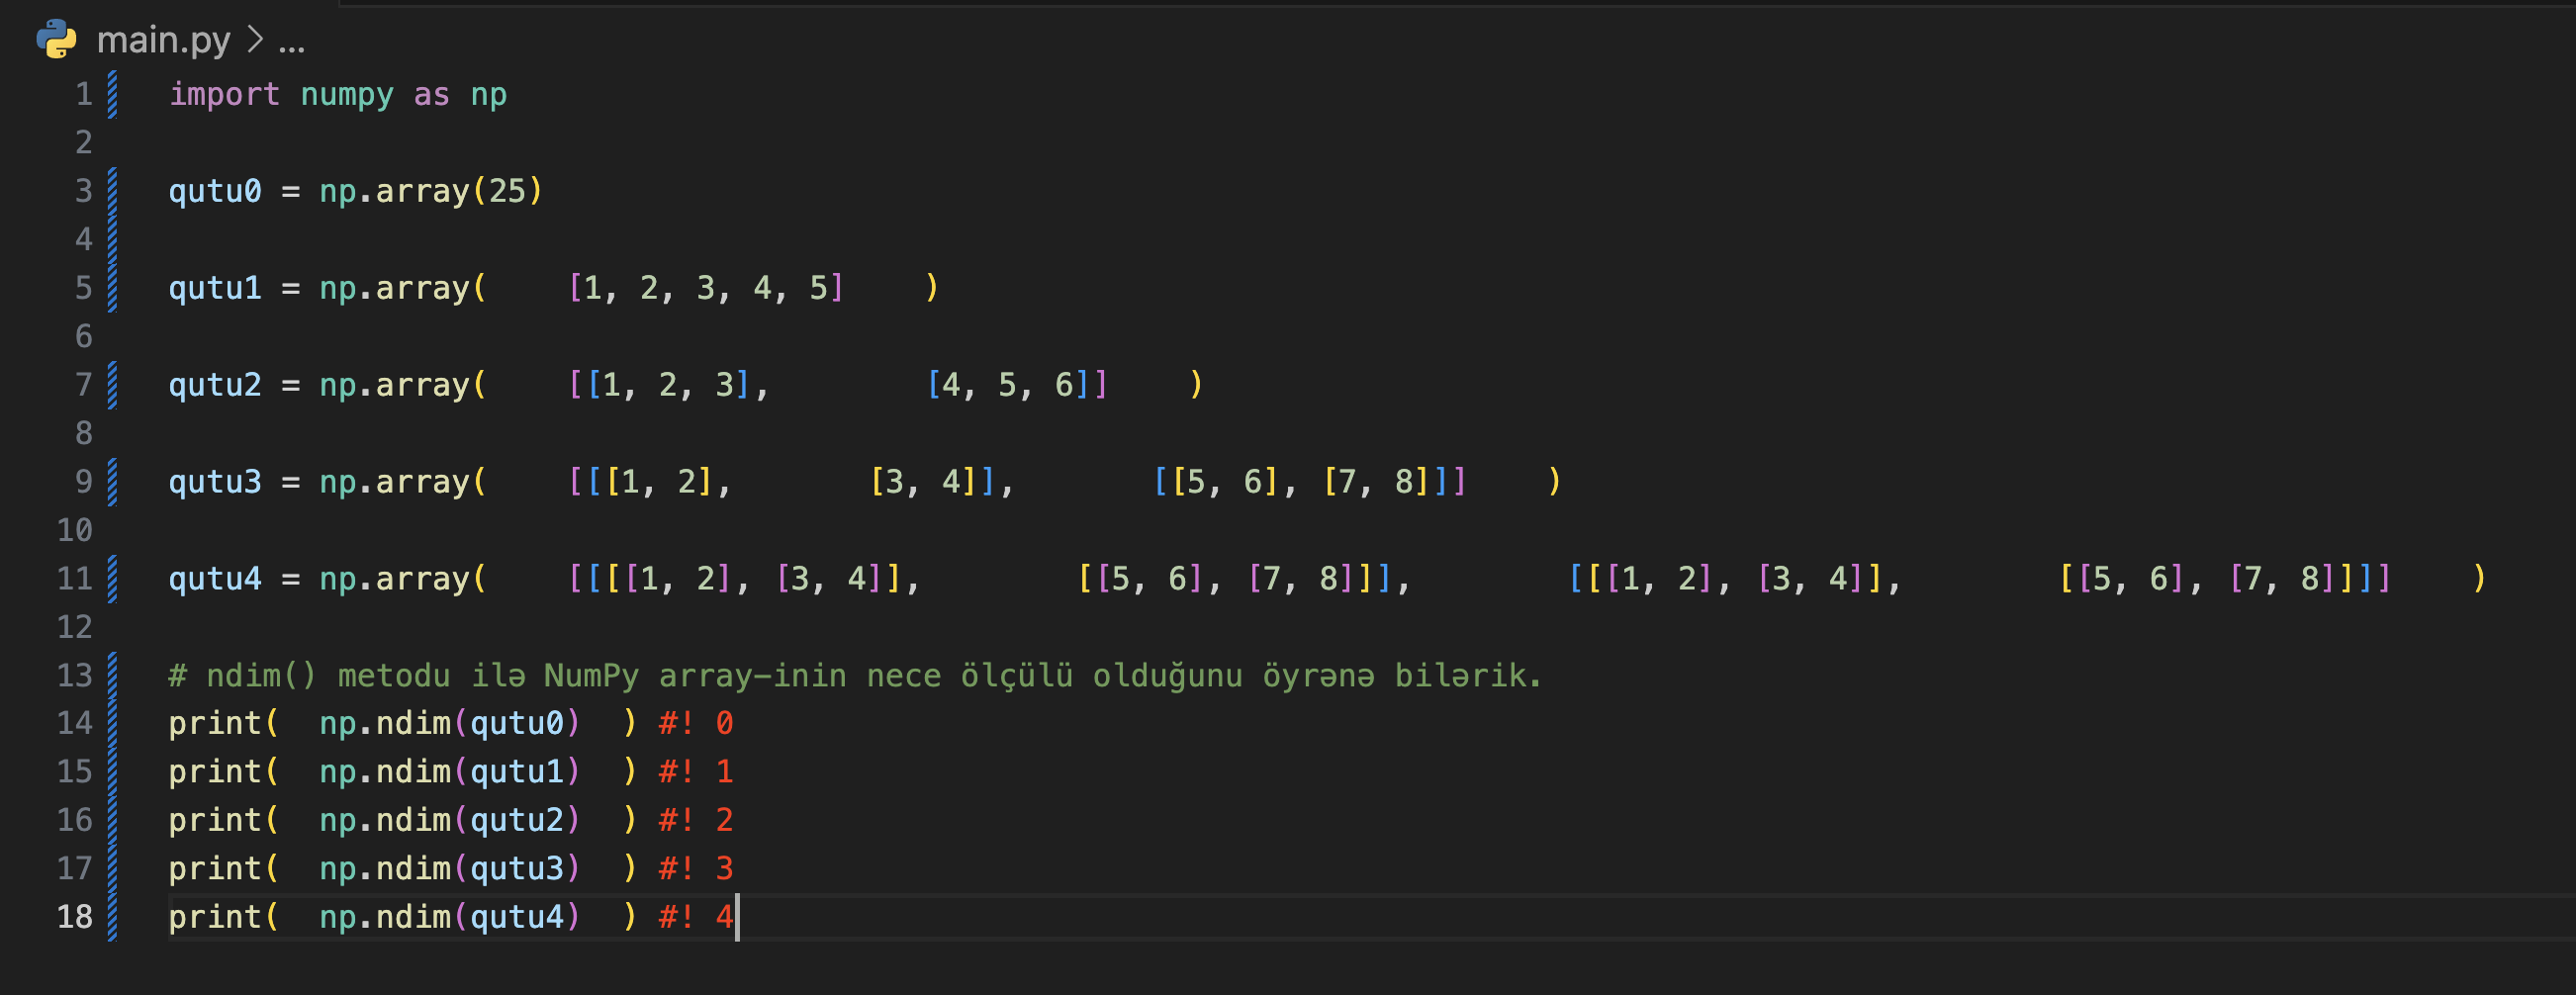 main.py > ...
1 import numpy as np
2
3 qutu0 = np.array(25)
4
5 qutu1 = np.array(    [1, 2, 3, 4, 5]    )
6
7 qutu2 = np.array(    [[1, 2, 3],        [4, 5, 6]]    )
8
9 qutu3 = np.array(    [[[1, 2],       [3, 4]],       [[5, 6], [7, 8]]]    )
10
11 qutu4 = np.array(    [[[[1, 2], [3, 4]],        [[5, 6], [7, 8]]],        [[[1, 2], [3, 4]],        [[5, 6], [7, 8]]]]    )
12
13 # ndim() metodu ilə NumPy array-inin nece ölçülü olduğunu öyrənə bilərik.
14 print(  np.ndim(qutu0)  ) #! 0
15 print(  np.ndim(qutu1)  ) #! 1
16 print(  np.ndim(qutu2)  ) #! 2
17 print(  np.ndim(qutu3)  ) #! 3
18 print(  np.ndim(qutu4)  ) #! 4